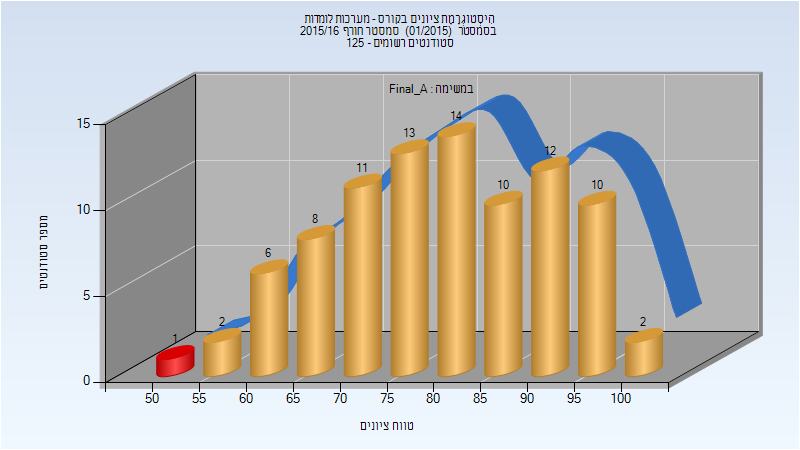 היסטוגרמת ציונים בקורס - מערכות לומדות
בסמסטר (01/2015) סמסטר חורף 2015/16
סטודנטים רשומים - 125
במשימה : Final_A
מספר סטודנטים
15
10
5
0
1
2
6
8
11
13
14
10
12
10
2
50 55 60 65 70 75 80 85 90 95 100
טווח ציונים